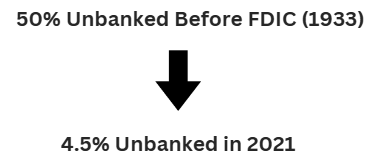 50% Unbanked Before FDIC (1933)
4.5% Unbanked in 2021